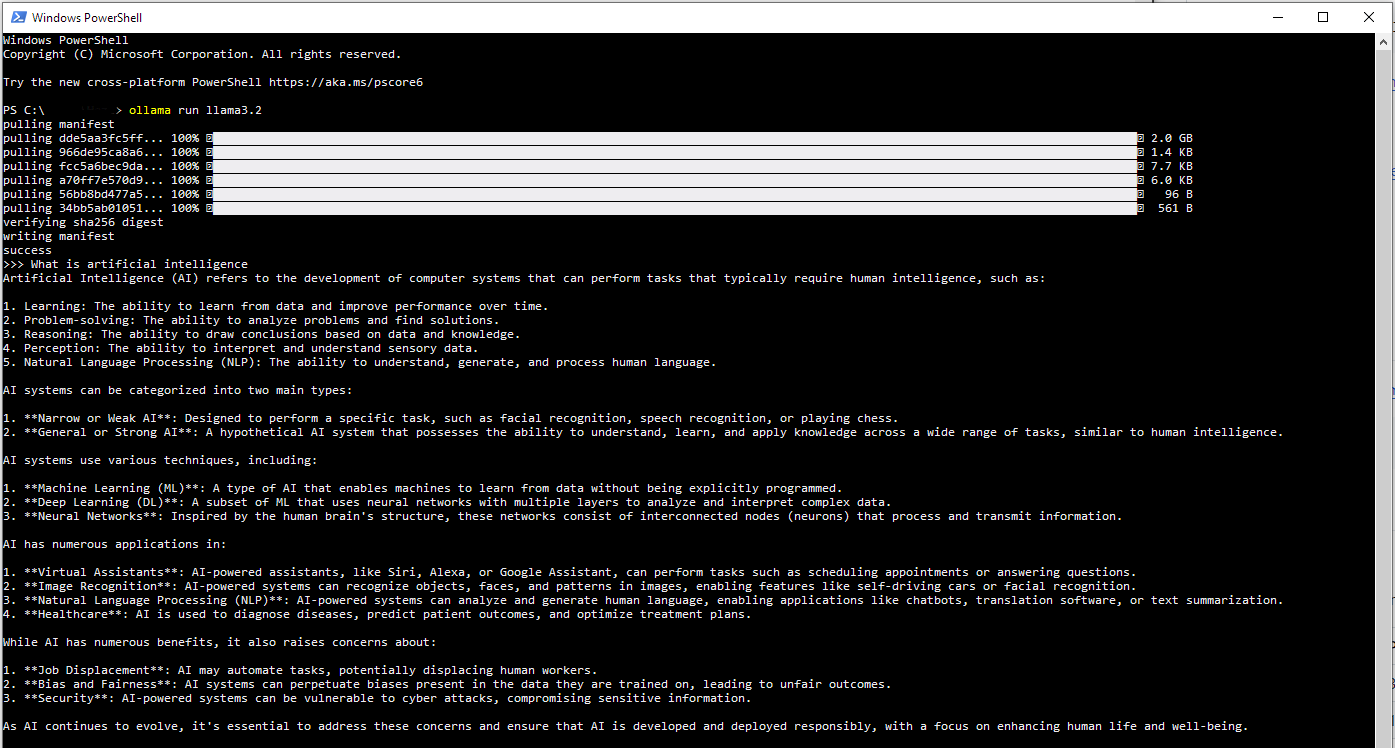 Windows PowerShell
Windows PowerShell
Copyright (C) Microsoft Corporation. All rights reserved.
Try the new cross-platform PowerShell https://aka.ms/pscore6
PS C:\ > ollama run llama3.2
pulling manifest
pulling dde5aa3fc5ff... 100% 2.0 GB
pulling 966de95ca8a6... 100% 1.4 KB
pulling fcc5a6bec9da... 100% 7.7 KB
pulling a70ff7e570d9... 100% 6.0 KB
pulling 56bb8bd477a5... 100% 96 B
pulling 34bb5ab01051... 100% 561 B
verifying sha256 digest
writing manifest
success
>>> What is artificial intelligence
Artificial Intelligence (AI) refers to the development of computer systems that can perform tasks that typically require human intelligence, such as:
1. Learning: The ability to learn from data and improve performance over time.
2. Problem-solving: The ability to analyze problems and find solutions.
3. Reasoning: The ability to draw conclusions based on data and knowledge.
4. Perception: The ability to interpret and understand sensory data.
5. Natural Language Processing (NLP): The ability to understand, generate, and process human language.
AI systems can be categorized into two main types:
1. **Narrow or Weak AI**: Designed to perform a specific task, such as facial recognition, speech recognition, or playing chess.
2. **General or Strong AI**: A hypothetical AI system that possesses the ability to understand, learn, and apply knowledge across a wide range of tasks, similar to human intelligence.
AI systems use various techniques, including:
1. **Machine Learning (ML)**: A type of AI that enables machines to learn from data without being explicitly programmed.
2. **Deep Learning (DL)**: A subset of ML that uses neural networks with multiple layers to analyze and interpret complex data.
3. **Neural Networks**: Inspired by the human brain's structure, these networks consist of interconnected nodes (neurons) that process and transmit information.
AI has numerous applications in:
1. **Virtual Assistants**: AI-powered assistants, like Siri, Alexa, or Google Assistant, can perform tasks such as scheduling appointments or answering questions.
2. **Image Recognition**: AI-powered systems can recognize objects, faces, and patterns in images, enabling features like self-driving cars or facial recognition.
3. **Natural Language Processing (NLP)**: AI-powered systems can analyze and generate human language, enabling applications like chatbots, translation software, or text summarization.
4. **Healthcare**: AI is used to diagnose diseases, predict patient outcomes, and optimize treatment plans.
While AI has numerous benefits, it also raises concerns about:
1. **Job Displacement**: AI may automate tasks, potentially displacing human workers.
2. **Bias and Fairness**: AI systems can perpetuate biases present in the data they are trained on, leading to unfair outcomes.
3. **Security**: AI-powered systems can be vulnerable to cyber attacks, compromising sensitive information.
As AI continues to evolve, it's essential to address these concerns and ensure that AI is developed and deployed responsibly, with a focus on enhancing human life and well-being.